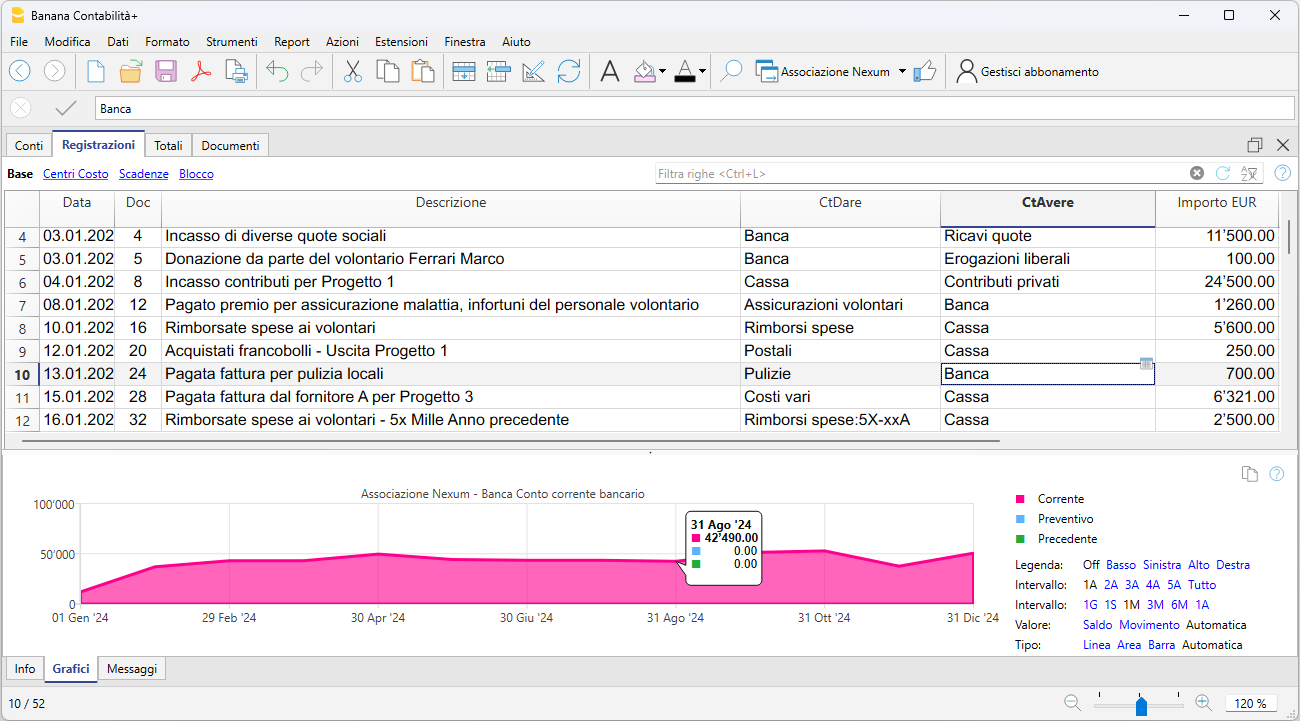 Banana Contabilità+
File Modifica Dati Formato Strumenti Report Azioni Estensioni Finestra Aiuto
Associazione Nexum Gestisci abbonamento
Banca
Conti Registrazioni Totali Documenti
Base Centri Costo Scadenze Blocco Filtra righe <Ctrl+L>
Data Doc Descrizione CtDare CtAvere Importo EUR
4 03.01.202 4 Incasso di diverse quote sociali Banca Ricavi quote 11’500.00
5 03.01.202 5 Donazione da parte del volontario Ferrari Marco Banca Erogazioni liberali 100.00
6 04.01.202 8 Incasso contributi per Progetto 1 Cassa Contributi privati 24’500.00
7 08.01.202 12 Pagato premio per assicurazione malattia, infortuni del personale volontario Assicurazioni volontari Banca 1’260.00
8 10.01.202 16 Rimborsate spese ai volontari Rimborsi spese Cassa 5’600.00
9 12.01.202 20 Acquistati francobolli - Uscita Progetto 1 Postali Cassa 250.00
10 13.01.202 24 Pagata fattura per pulizia locali Pulizie Banca 700.00
11 15.01.202 28 Pagata fattura dal fornitore A per Progetto 3 Costi vari Cassa 6’321.00
12 16.01.202 32 Rimborsate spese ai volontari - 5x Mille Anno precedente Rimborsi spese:5X-xxA Cassa 2’500.00
Associazione Nexum - Banca Conto corrente bancario
100’000
50’000
0
01 Gen '24 29 Feb '24 30 Apr '24 30 Giu '24 31 Ago '24 31 Ott '24 31 Dic '24
31 Ago '24
42’490.00
0.00
0.00
Corrente
Preventivo
Precedente
Legenda: Off Basso Sinistra Alto Destra
Intervallo: 1A 2A 3A 4A 5A Tutto
Intervallo: 1G 1S 1M 3M 6M 1A
Valore: Saldo Movimento Automatica
Tipo: Linea Area Barra Automatica
Info Grafici Messaggi
10 / 52 120 %